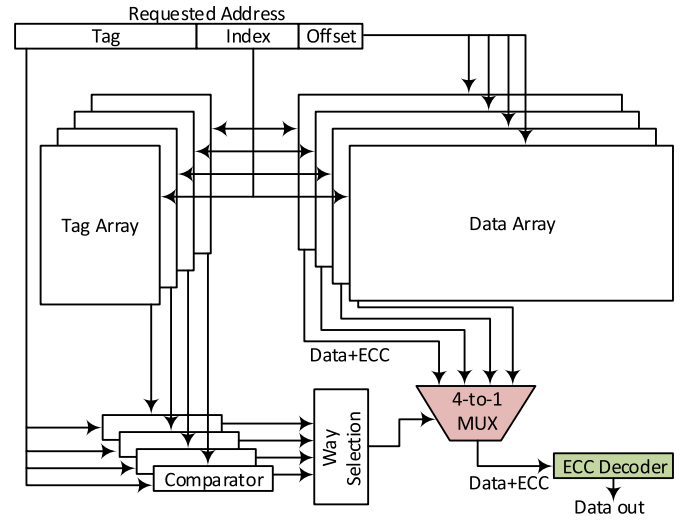 Requested Address
Tag
Index
Offset
Tag Array
Data Array
Data+ECC
4-to-1
MUX
Way
Selection
Comparator
ECC Decoder
Data+ECC
Data out